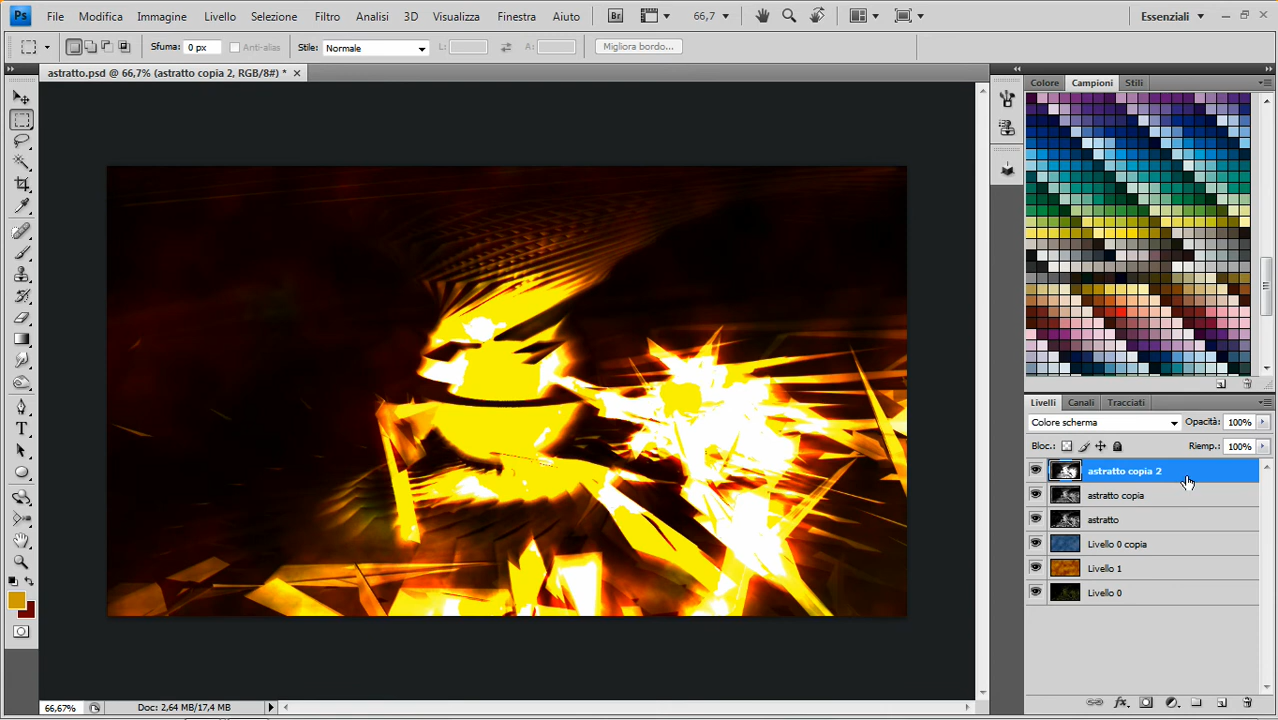 Ps File Modifica Immagine Livello Selezione Filtro Analisi 3D Visualizza Finestra Aiuto Br 66,7 Essenziali
Sfuma: 0 px Anti-alias Stile: Normale L: A: Migliora bordo...
astratto.psd @ 66,7% (astratto copia 2, RGB/8#) *
Colore Campioni Stili
Livelli Canali Tracciati
Colore scherma Opacità: 100%
Bloc.: Riemp.: 100%
astratto copia 2
astratto copia
astratto
Livello 0 copia
Livello 1
Livello 0
66,67% Doc: 2,64 MB/17,4 MB